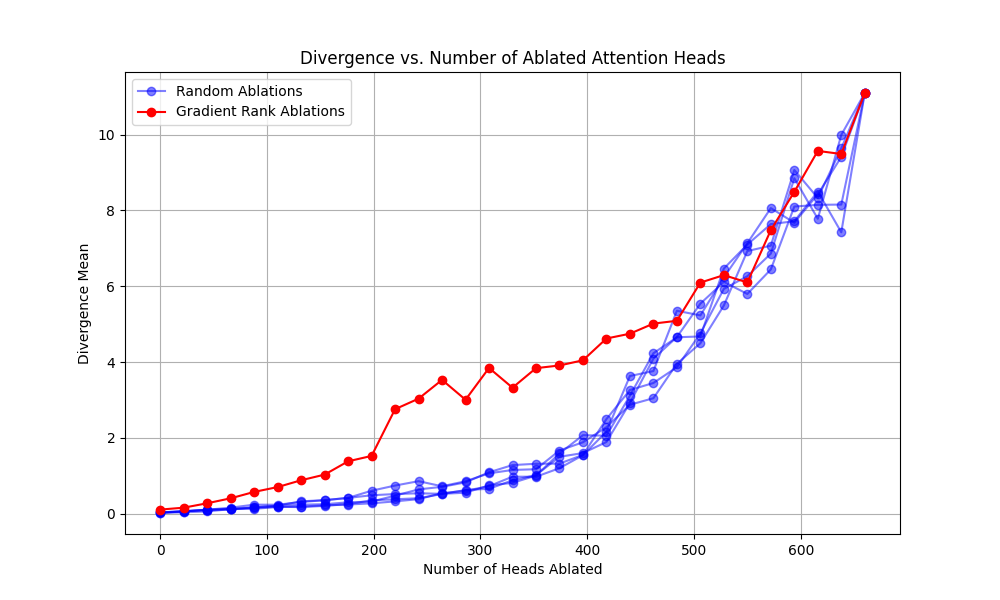 Divergence vs. Number of Ablated Attention Heads
Random Ablations
Gradient Rank Ablations
Divergence Mean
10
8
6
4
2
0
0 100 200 300 400 500 600
Number of Heads Ablated